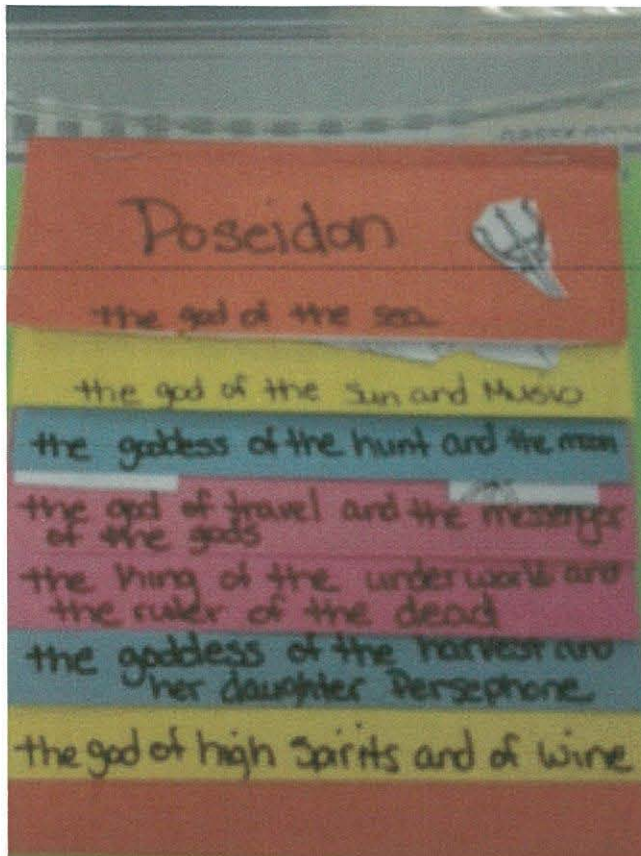 Poseidon
the god of the sea
the god of the Sun and Music
the goddess of the hunt and the moon
the god of travel and the messenger
of the gods
the king of the underworld and
the ruler of the dead
the goddess of the harvest and
her daughter Persephone
the god of high Spirits and of wine